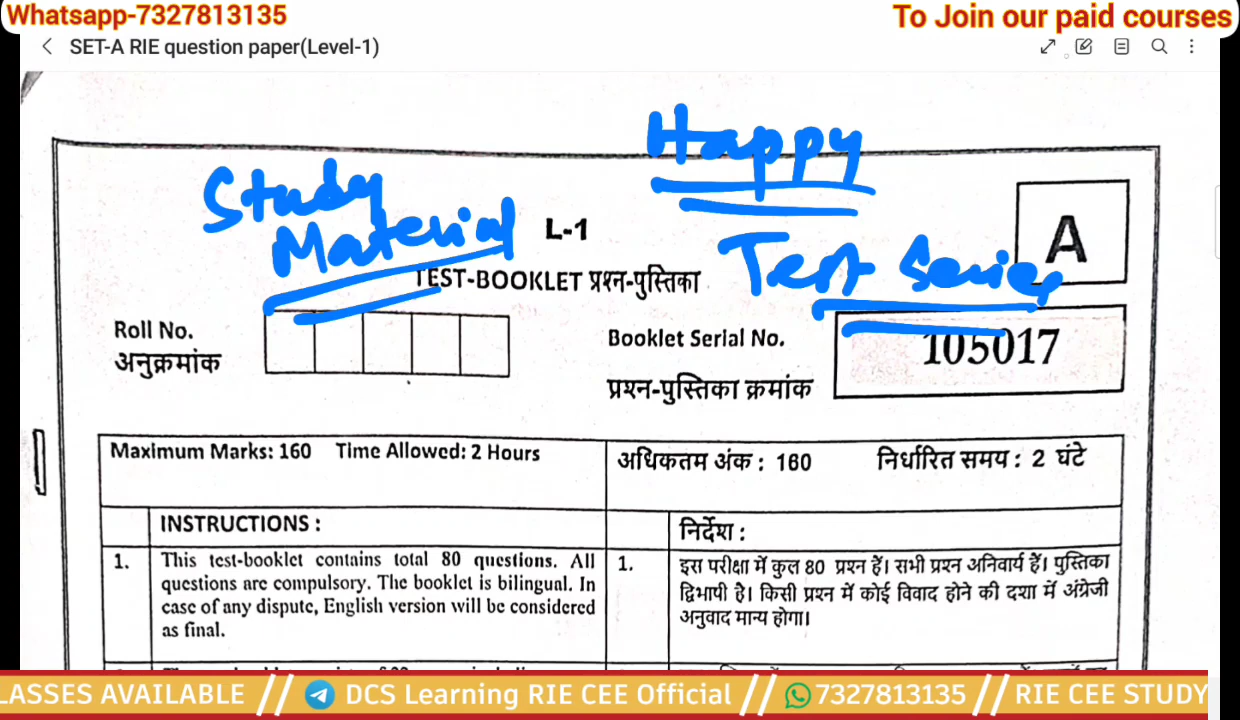 Whatsapp-7327813135
To Join our paid courses
SET-A RIE question paper(Level-1)
Happy
Study
Material
L-1
A
Test Series
TEST-BOOKLET प्रश्न-पुस्तिका
Roll No.
अनुक्रमांक
Booklet Serial No.
105017
प्रश्न-पुस्तिका क्रमांक
Maximum Marks: 160 Time Allowed: 2 Hours
अधिकतम अंक : 160 निर्धारित समय : 2 घंटे
INSTRUCTIONS :
1. This test-booklet contains total 80 questions. All
questions are compulsory. The booklet is bilingual. In
case of any dispute, English version will be considered
as final.
निर्देश :
1. इस परीक्षा में कुल 80 प्रश्न हैं। सभी प्रश्न अनिवार्य हैं। पुस्तिका
द्विभाषी है। किसी प्रश्न में कोई विवाद होने की दशा में अंग्रेजी
अनुवाद मान्य होगा।
LASSES AVAILABLE // DCS Learning RIE CEE Official // 7327813135 // RIE CEE STUDY